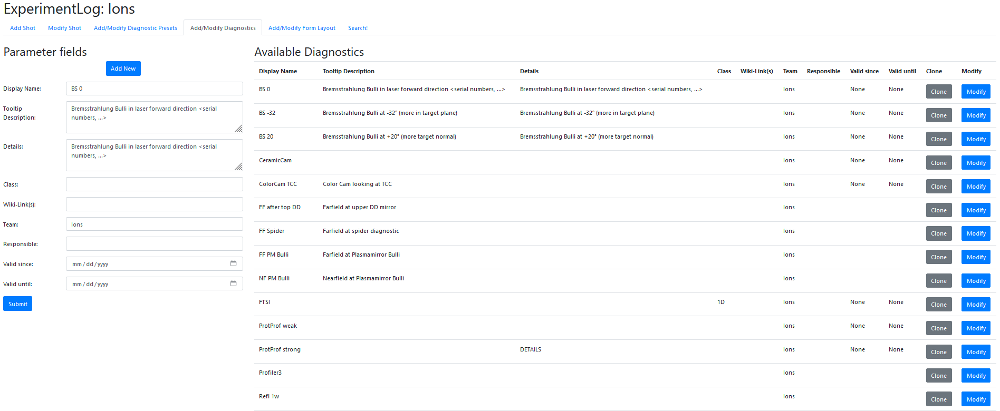 ExperimentLog: Ions
Add Shot Modify Shot Add/Modify Diagnostic Presets Add/Modify Diagnostics Add/Modify Form Layout Search!
Parameter fields
Add New
Display Name: BS 0
Tooltip Description: Bremsstrahlung Bulli in laser forward direction <serial
numbers, ...>
Details: Bremsstrahlung Bulli in laser forward direction <serial
numbers, ...>
Class:
Wiki-Link(s):
Team: Ions
Responsible:
Valid since: mm/dd/yyyy
Valid until: mm/dd/yyyy
Submit
Available Diagnostics
Display Name Tooltip Description Details Class Wiki-Link(s) Team Responsible Valid since Valid until Clone Modify
BS 0 Bremsstrahlung Bulli in laser forward direction <serial numbers, ...> Bremsstrahlung Bulli in laser forward direction <serial numbers, ...> Ions None None Clone Modify
BS -32 Bremsstrahlung Bulli at -32° (more in target plane) Bremsstrahlung Bulli at -32° (more in target plane) Ions None None Clone Modify
BS 20 Bremsstrahlung Bulli at +20° (more target normal) Bremsstrahlung Bulli at +20° (more target normal) Ions None None Clone Modify
CeramicCam Ions None None Clone Modify
ColorCam TCC Color Cam looking at TCC Ions None None Clone Modify
FF after top DD Farfield at upper DD mirror Ions Clone Modify
FF Spider Farfield at spider diagnostic Ions Clone Modify
FF PM Bulli Farfield at Plasmamirror Bulli Ions Clone Modify
NF PM Bulli Nearfield at Plasmamirror Bulli Ions Clone Modify
FTSI 1D Ions None None Clone Modify
ProtProf weak Ions None None Clone Modify
ProtProf strong DETAILS Ions None None Clone Modify
Profiler3 Ions Clone Modify
Refl 1w Ions Clone Modify